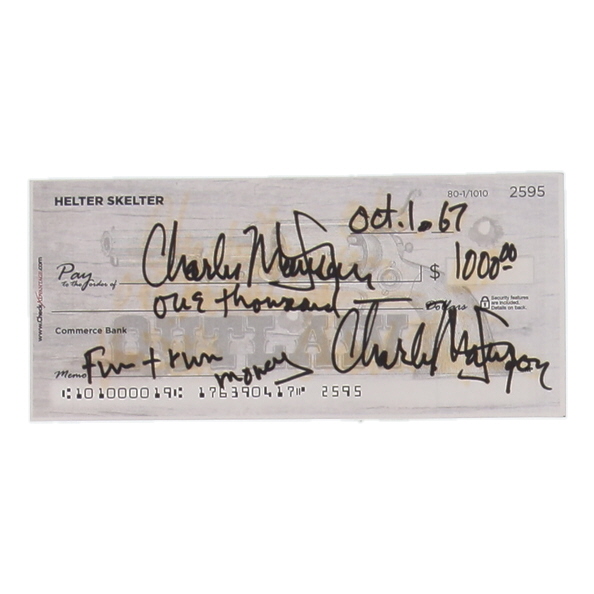 HELTER SKELTER
80-1/1010 2595
Oct. 1. 67
Pay to the order of Charles Manson $ 1000.00
one thousand — Dollars
Security features are included. Details on back.
Commerce Bank
OUTLAW
Memo Fun + run money Charles Manson
⑆101000019⑆ 176390417⑈ 2595